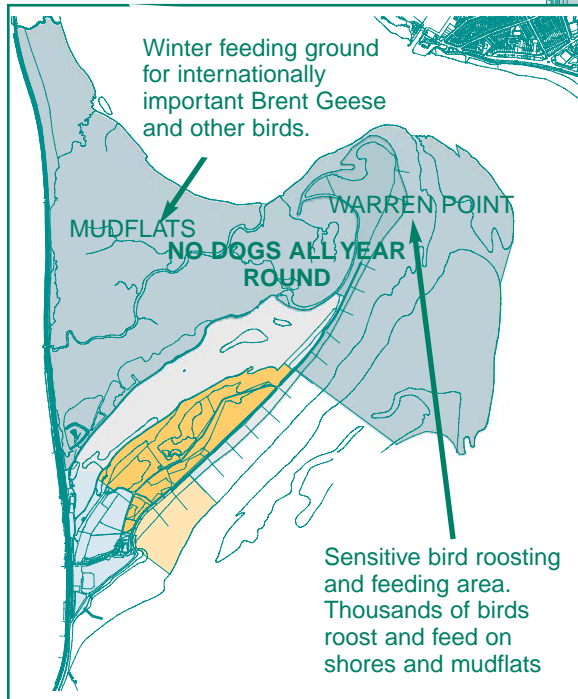 Winter feeding ground
for internationally
important Brent Geese
and other birds.
WARREN POINT
MUDFLATS
NO DOGS ALL YEAR
ROUND
Sensitive bird roosting
and feeding area.
Thousands of birds
roost and feed on
shores and mudflats